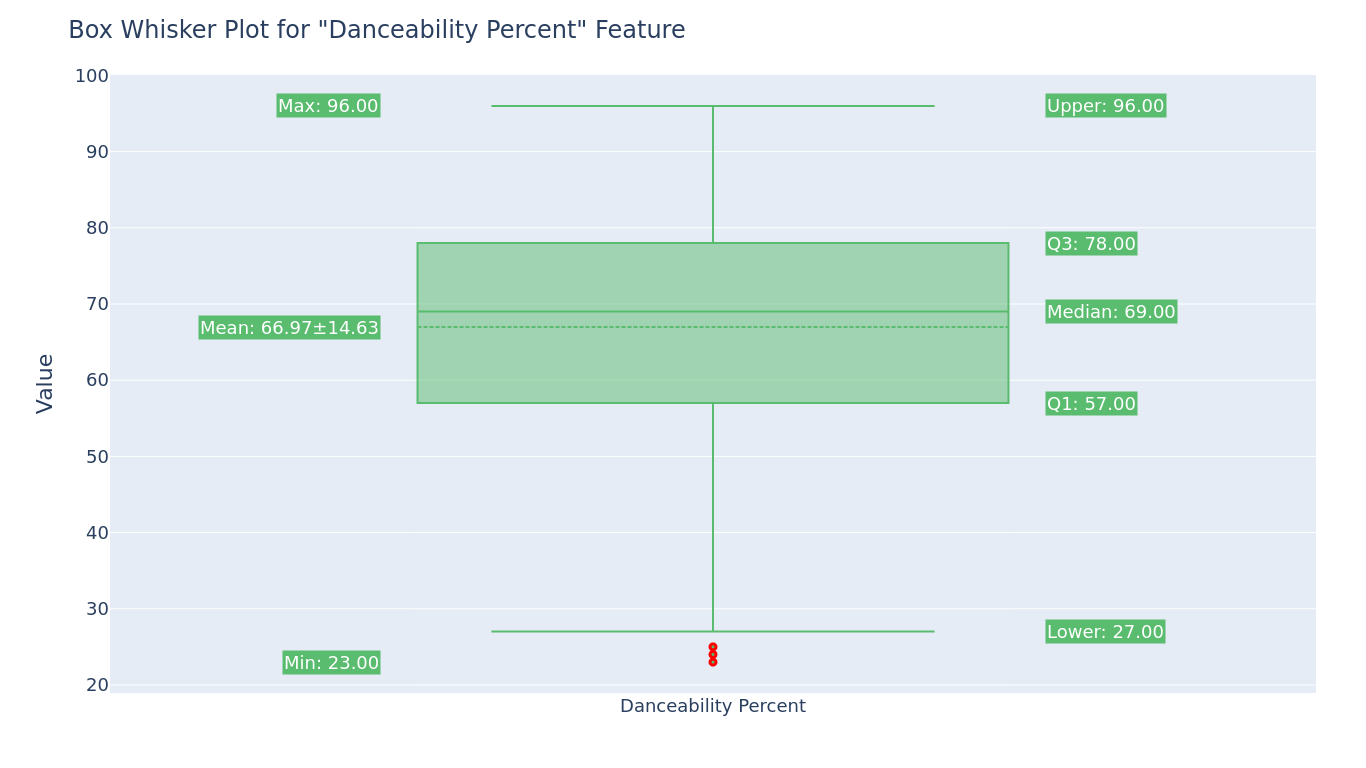 Box Whisker Plot for "Danceability Percent" Feature
100
90
80
70
60
50
40
30
20
Value
Max: 96.00
Upper: 96.00
Q3: 78.00
Median: 69.00
Mean: 66.97±14.63
Q1: 57.00
Lower: 27.00
Min: 23.00
Danceability Percent